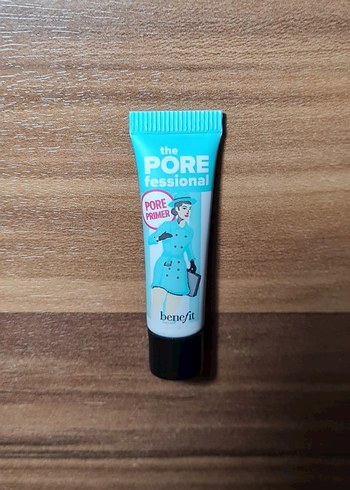 the
PORE
fessional
PORE
PRIMER
benefit